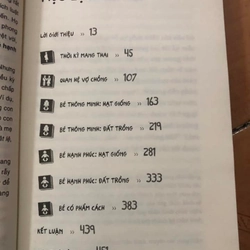 LỜI GIỚI THIỆU » 13
THỜI KỲ MANG THAI » 45
QUAN HỆ VỢ CHỒNG » 107
BÉ THÔNG MINH: HẠT GIỐNG » 163
BÉ THÔNG MINH: ĐẤT TRỒNG » 219
BÉ HẠNH PHÚC: HẠT GIỐNG » 281
BÉ HẠNH PHÚC: ĐẤT TRỒNG » 333
BÉ CÓ PHẨM CÁCH » 383
KẾT LUẬN » 439